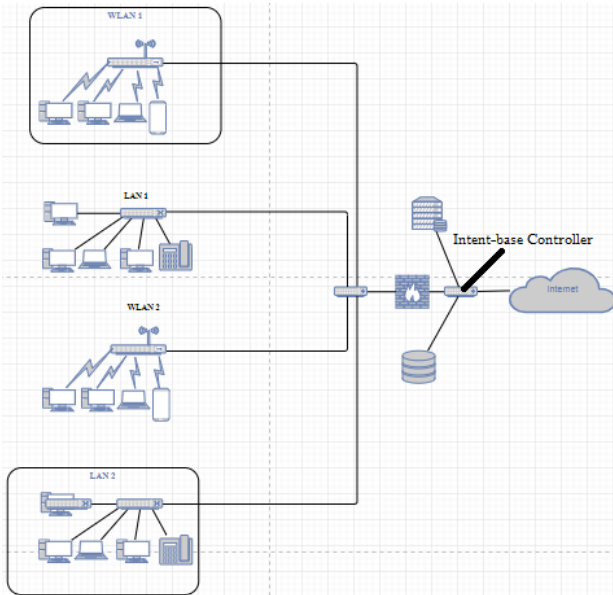 WLAN 1
LAN 1
Intent-base Controller
Internet
WLAN 2
LAN 2